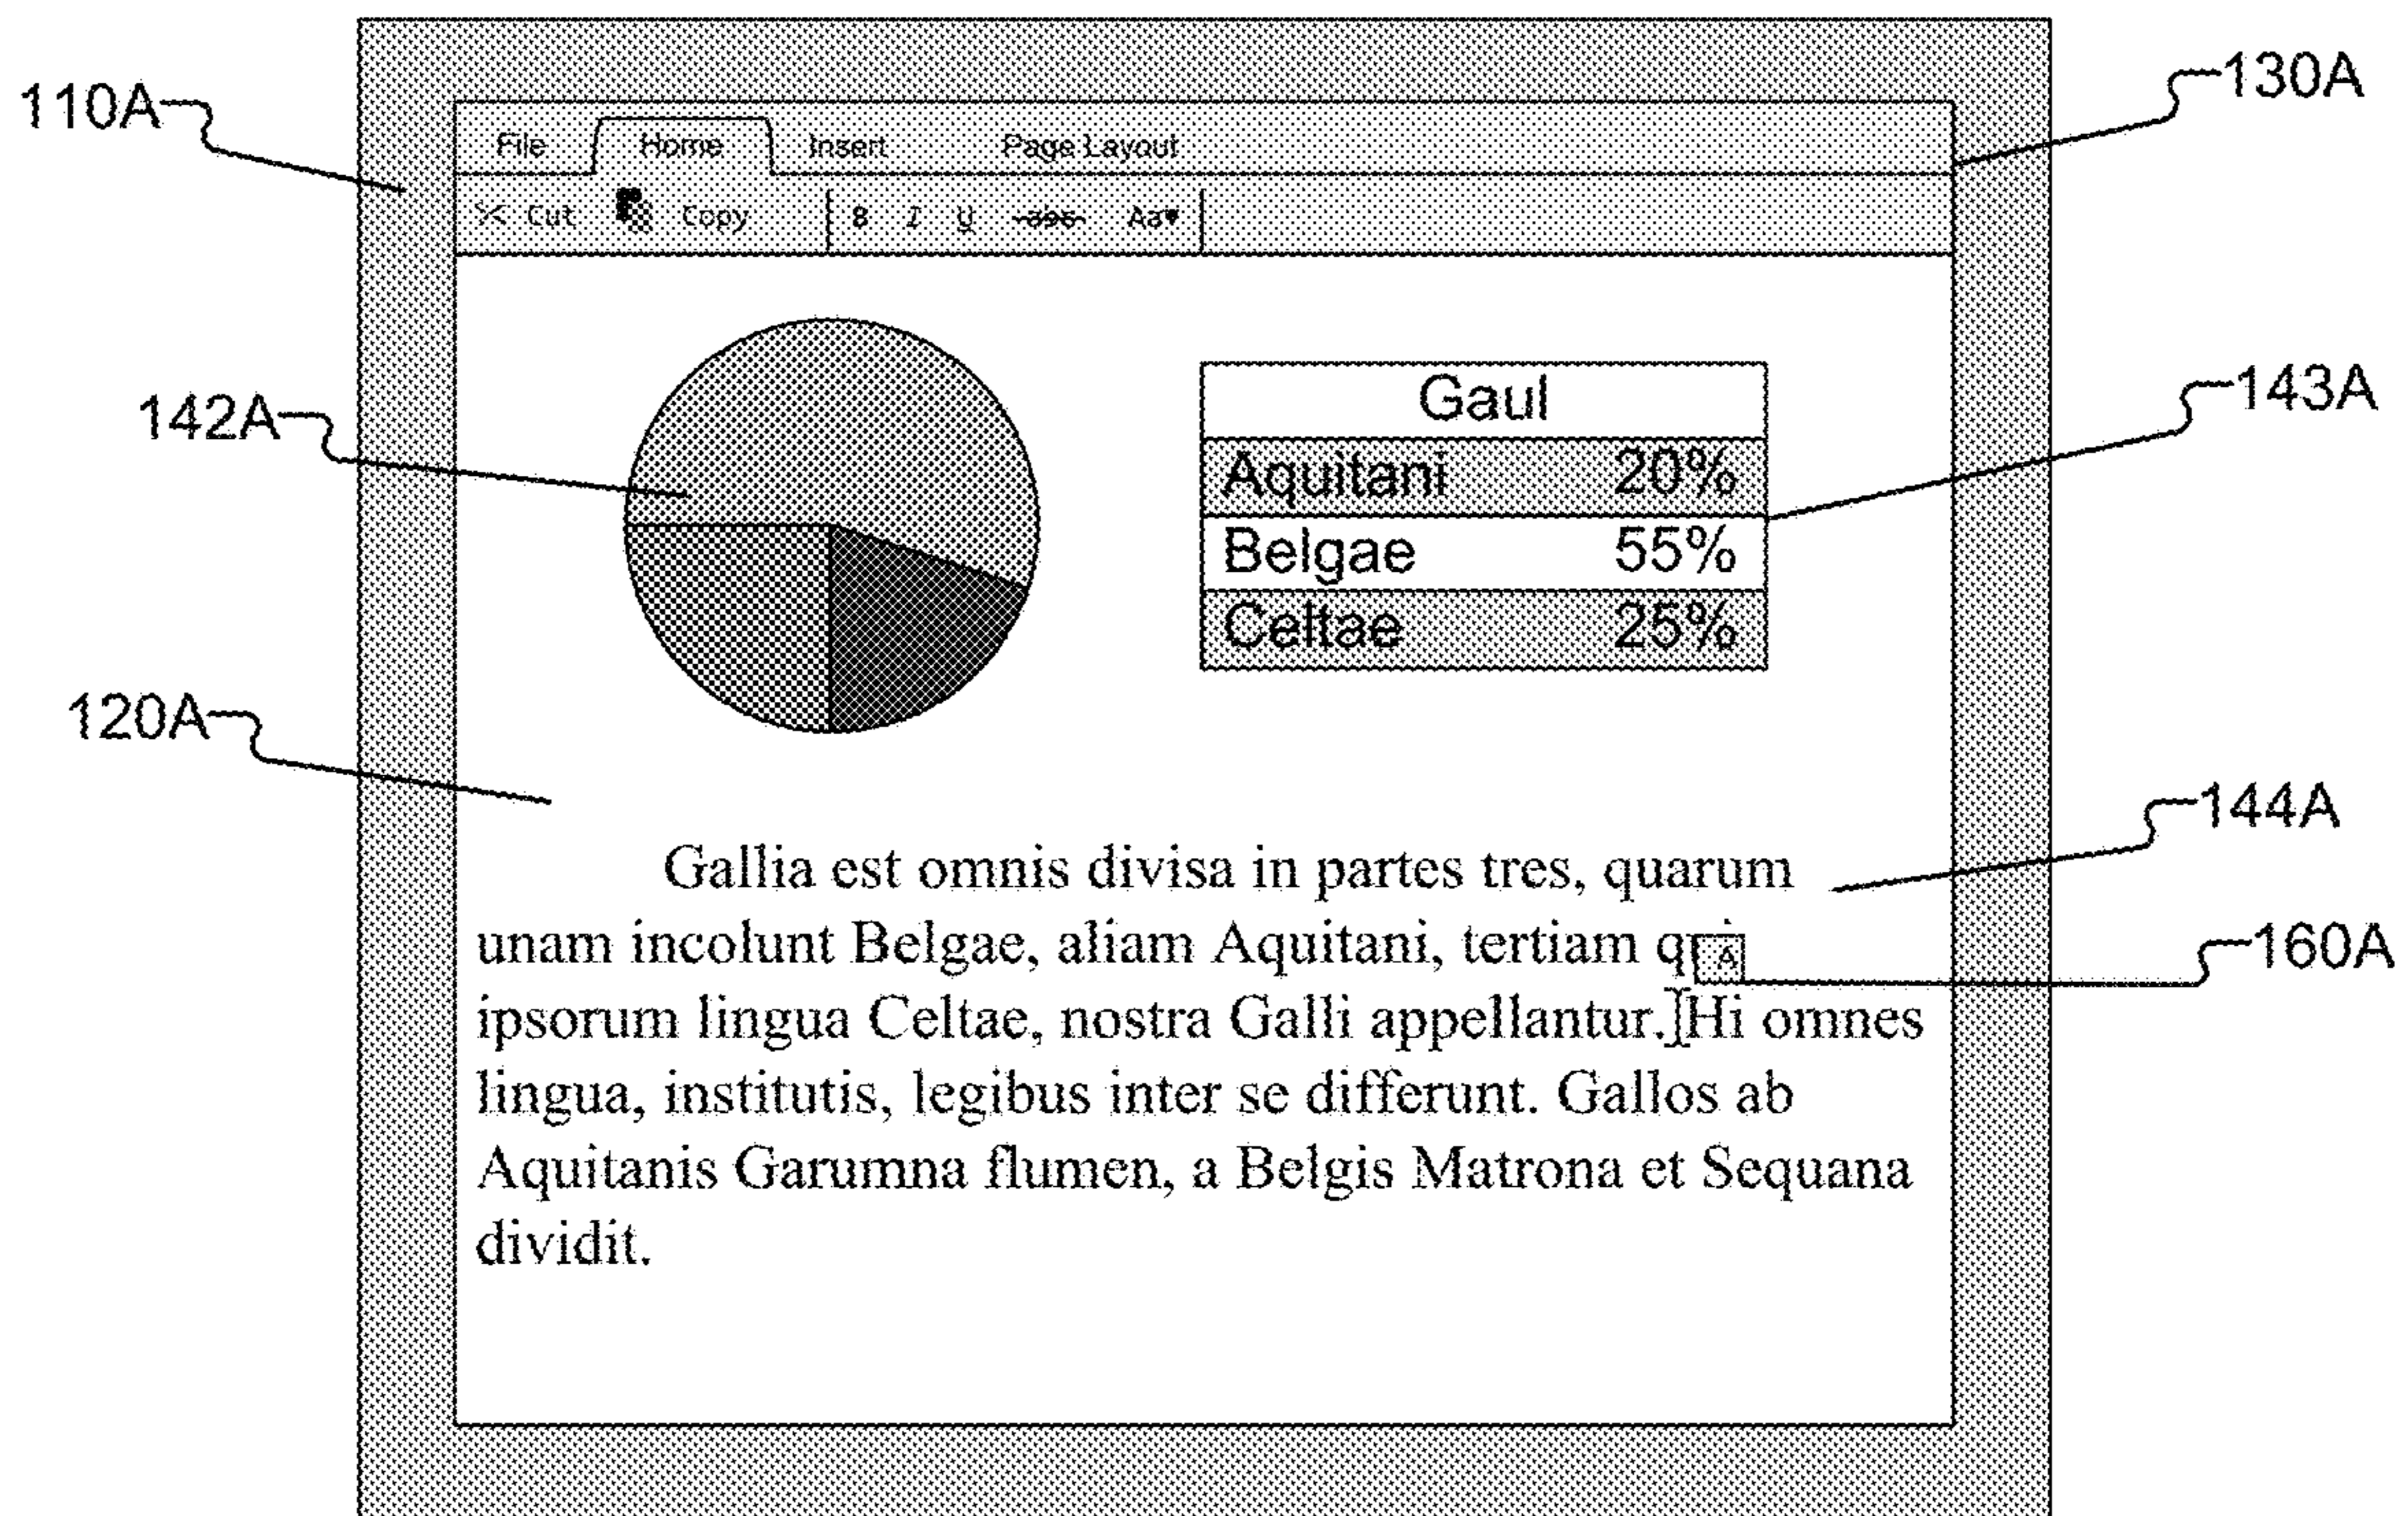 110A
130A
File Home Insert Page Layout
Cut Copy B I U abc Aa▼
142A
143A
Gaul
Aquitani 20%
Belgae 55%
Celtae 25%
120A
144A
Gallia est omnis divisa in partes tres, quarum
unam incolunt Belgae, aliam Aquitani, tertiam qui
A
160A
ipsorum lingua Celtae, nostra Galli appellantur. Hi omnes
lingua, institutis, legibus inter se differunt. Gallos ab
Aquitanis Garumna flumen, a Belgis Matrona et Sequana
dividit.